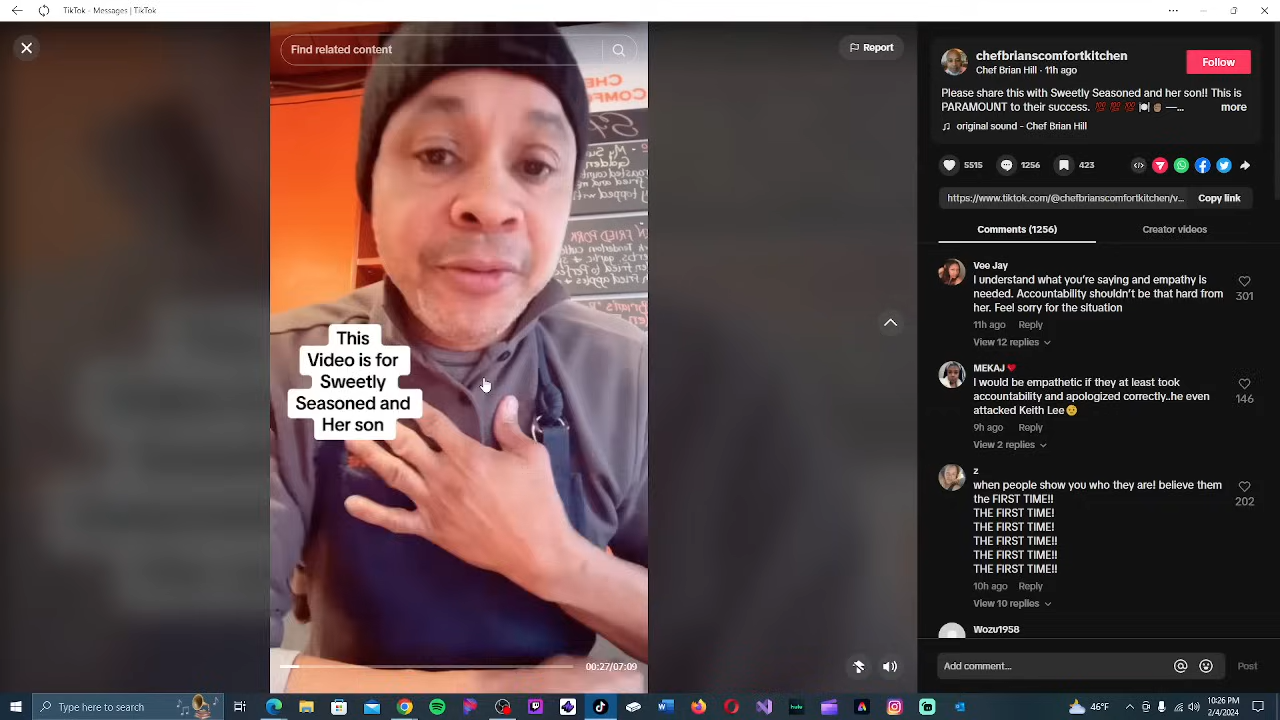 TikTok - Messages | TikTok
Find related content
Report
chefbrianscomfortkitchen
Chef Brian Hill · 11h ago
Follow
Please share this with Sweetly Seasoned and her son!! This is
PARAMOUNT to their success. 💯 💯 💯 |🍽| ✊🏽 —... more
♫ original sound - Chef Brian Hill
5515
1256
423
https://www.tiktok.com/@chefbrianscomfortkitchen/v...
Copy link
Comments (1256)
Creator videos
Vee Jay
I understand what you're saying and empathy is
needed. Accountability shouldn't be that hard from
her. Feel sorry for the situation
301
11h ago Reply
View 12 replies
MEKAJ ❤️
I would be empathetic if they at least took
accountability and apologized correctly..he even
attacked Keith Lee🥴
146
9h ago Reply
View 2 replies
z
when people show you who they are! believe them
the FIRST TIME!!
THE FIRST TIME!
THE FIRST TIME!
THE FIRST TIME!!
THE FIRST TIME!!
THE FIRST TIME!!
202
10h ago Reply
View 10 replies
Wozu1958
Add comment...
Post
This
Video is for
Sweetly
Seasoned and
Her son
00:27/07:09
Type here to search
hulu
46°F
10:26 PM
2/4/2026